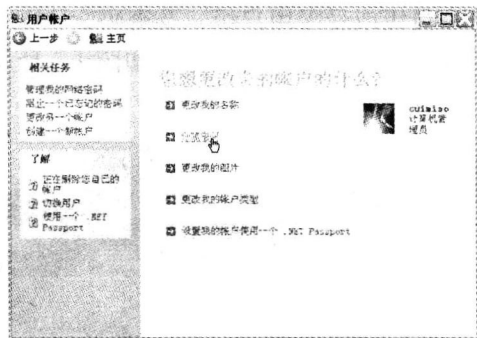 用户帐户
上一步 主页
相关任务
管理我的网络密码
阻止一个已忘记的密码
更改另一个帐户
创建一个新帐户
了解
正在删除您自己的
帐户
切换用户
使用一个 .NET
Passport
您想更改主的帐户的什么?
更改我的名称
更改我的图片
更改我的帐户类型
设置我的帐户使用一个 .NET Passport
cuimiso
计算机管
理员